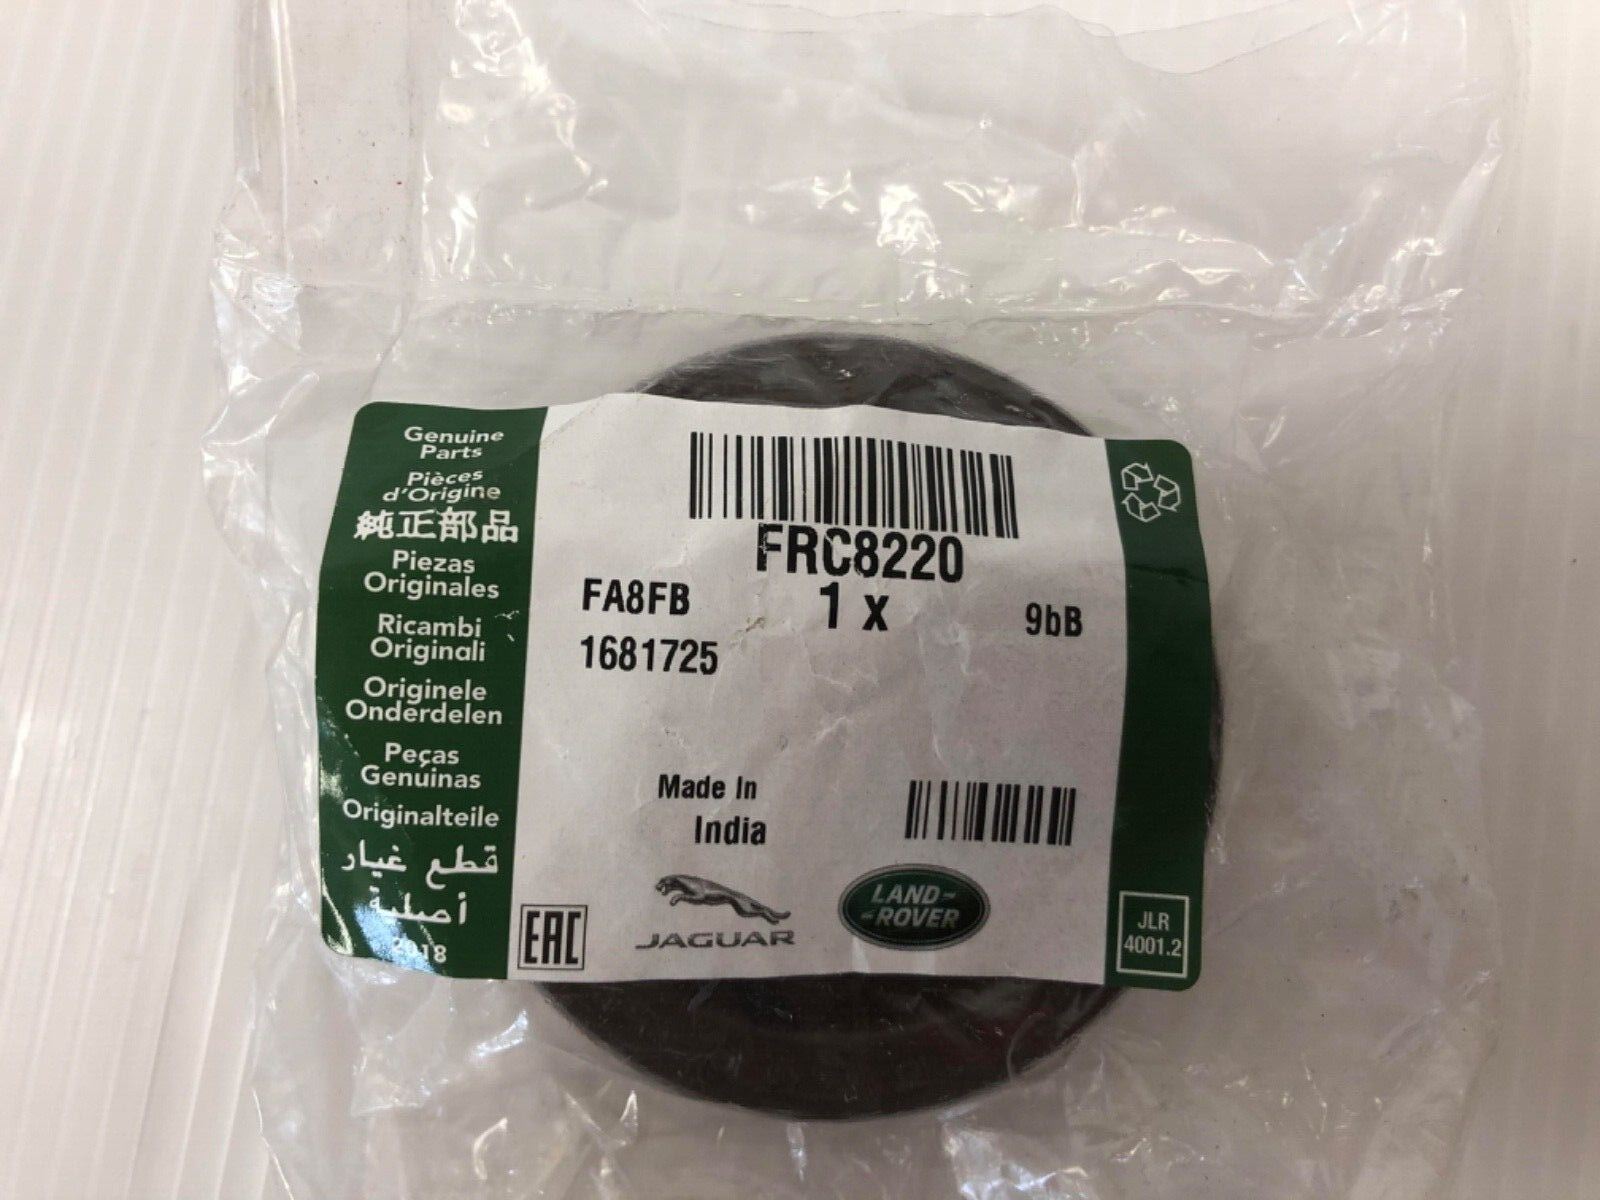 Genuine
Parts
Pièces
d'Origine
純正部品
Piezas
Originales
Ricambi
Originali
Originele
Onderdelen
Peças
Genuinas
Originalteile
قطع غيار
أصلية
2018
FRC8220
FA8FB
1 x
9bB
1681725
Made In
India
EAC
JAGUAR
LAND-
ROVER
JLR
4001.2